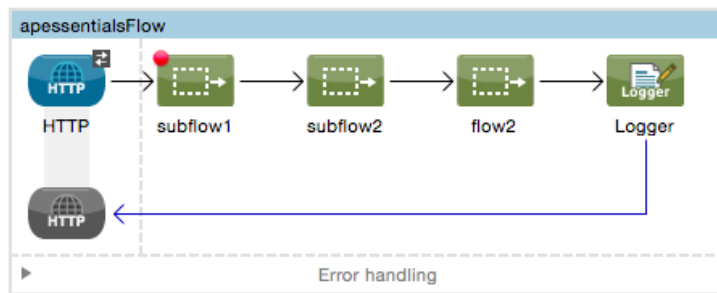 apessentialsFlow
HTTP
Logger
HTTP
subflow1
subflow2
flow2
Logger
HTTP
Error handling